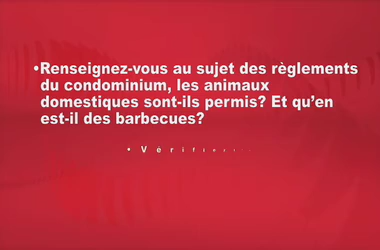 •Renseignez-vous au sujet des règlements
du condominium, les animaux
domestiques sont-ils permis? Et qu'en
est-il des barbecues?